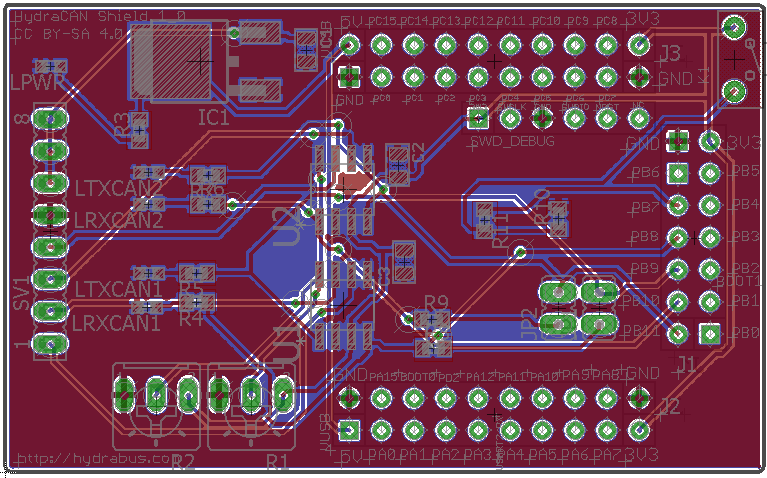 HydraCAN Shield 1.0
CC BY-SA 4.0
LPWR
IC1
R3
8
LTXCAN2
LRXCAN2
R6
U2
C2
C3
SV1
LTXCAN1
LRXCAN1
R5
R4
U1
1
R2
R1
http://hydrabus.com
5V PC15 PC14 PC13 PC12 PC11 PC10 PC9 PC8 3V3
J3
GND PC0 PC1 PC2 PC3
GND
SWD_DEBUG
GND 3V3
PB6 PB5
PB7 PB4
PB8 PB3
PB9 PB2
BOOT1
PB10 PB1
PB11 PB0
J1
R11
R10
R9
JP2
GND PA15 BOOT0 PD2 PA12 PA11 PA10 PA9 PA8 GND
J2
VUSB
5V PA0 PA1 PA2 PA3 PA4 PA5 PA6 PA7 3V3